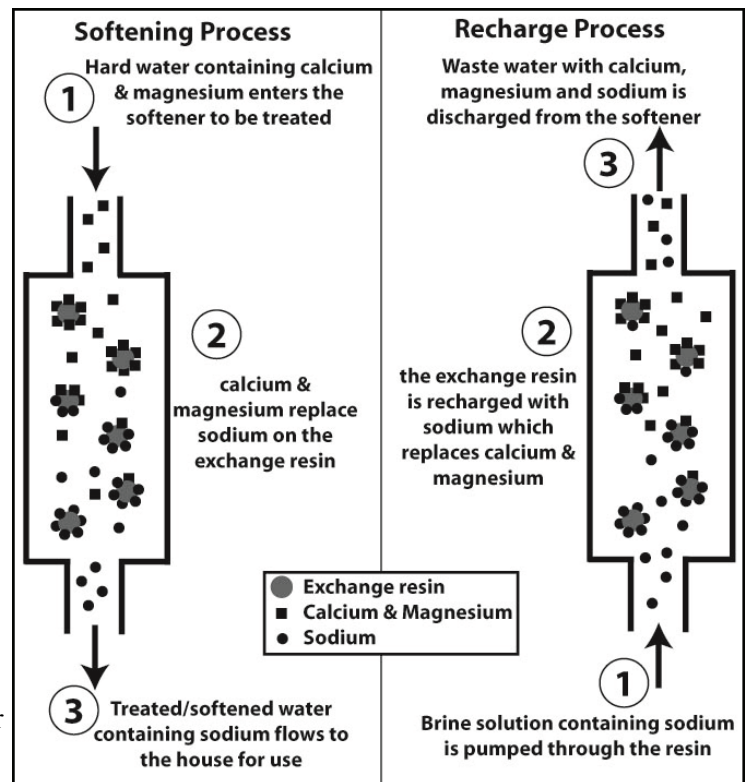 Softening Process
1
Hard water containing calcium
& magnesium enters the
softener to be treated
2
calcium &
magnesium replace
sodium on the
exchange resin
3
Treated/softened water
containing sodium flows to
the house for use
Recharge Process
Waste water with calcium,
magnesium and sodium is
discharged from the softener
3
2
the exchange resin
is recharged with
sodium which
replaces calcium &
magnesium
Exchange resin
Calcium & Magnesium
Sodium
1
Brine solution containing sodium
is pumped through the resin